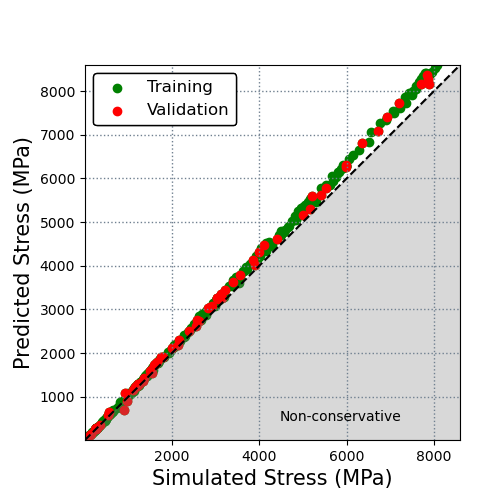 Training
Validation
8000
7000
6000
5000
4000
3000
2000
1000
Predicted Stress (MPa)
Non-conservative
2000 4000 6000 8000
Simulated Stress (MPa)